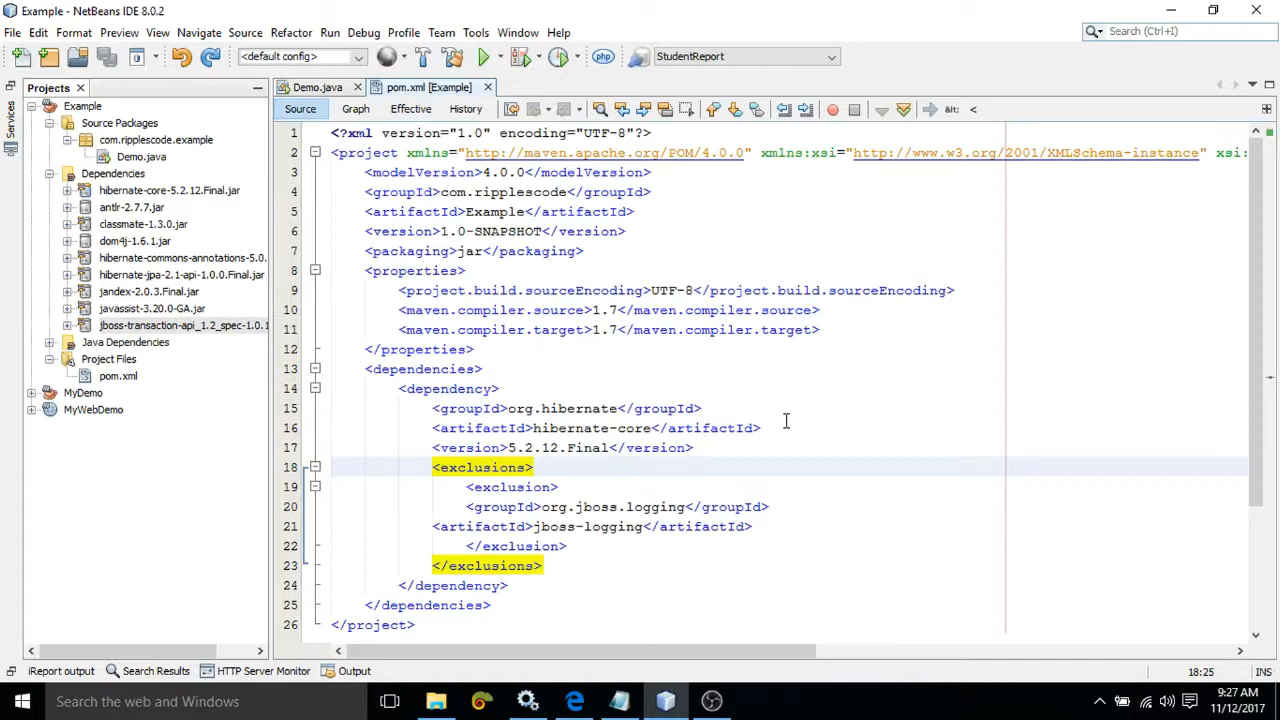 Example - NetBeans IDE 8.0.2
File Edit Format Preview View Navigate Source Refactor Run Debug Profile Team Tools Window Help
Search (Ctrl+I)
<default config>
php
StudentReport
Projects
Demo.java
pom.xml [Example]
Services
Source Graph Effective History
Example
Source Packages
com.ripplescode.example
Demo.java
Dependencies
hibernate-core-5.2.12.Final.jar
antlr-2.7.7.jar
classmate-1.3.0.jar
dom4j-1.6.1.jar
hibernate-commons-annotations-5.0.
hibernate-jpa-2.1-api-1.0.0.Final.jar
jandex-2.0.3.Final.jar
javassist-3.20.0-GA.jar
jboss-transaction-api_1.2_spec-1.0.1
Java Dependencies
Project Files
pom.xml
MyDemo
MyWebDemo
1 <?xml version="1.0" encoding="UTF-8"?>
2 <project xmlns="http://maven.apache.org/POM/4.0.0" xmlns:xsi="http://www.w3.org/2001/XMLSchema-instance" xsi:
3 <modelVersion>4.0.0</modelVersion>
4 <groupId>com.ripplescode</groupId>
5 <artifactId>Example</artifactId>
6 <version>1.0-SNAPSHOT</version>
7 <packaging>jar</packaging>
8 <properties>
9 <project.build.sourceEncoding>UTF-8</project.build.sourceEncoding>
10 <maven.compiler.source>1.7</maven.compiler.source>
11 <maven.compiler.target>1.7</maven.compiler.target>
12 </properties>
13 <dependencies>
14 <dependency>
15 <groupId>org.hibernate</groupId>
16 <artifactId>hibernate-core</artifactId>
17 <version>5.2.12.Final</version>
18 <exclusions>
19 <exclusion>
20 <groupId>org.jboss.logging</groupId>
21 <artifactId>jboss-logging</artifactId>
22 </exclusion>
23 </exclusions>
24 </dependency>
25 </dependencies>
26 </project>
iReport output Search Results HTTP Server Monitor Output
18:25 INS
Search the web and Windows
9:27 AM
11/12/2017